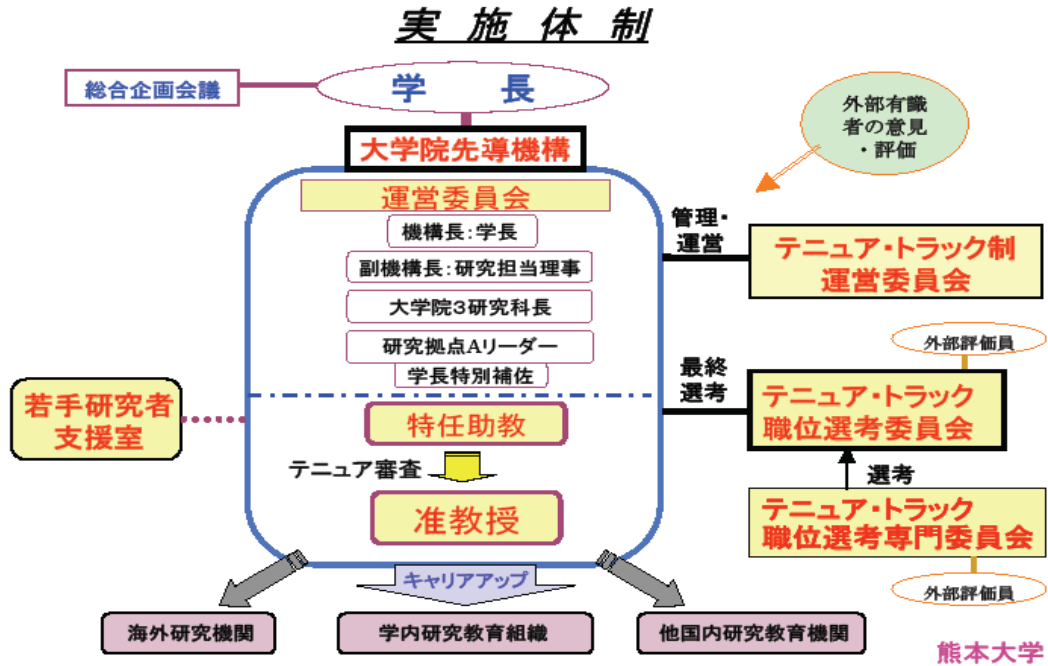 実施体制
総合企画会議
学長
外部有識
者の意見
・評価
大学院先導機構
運営委員会
機構長:学長
副機構長:研究担当理事
大学院3研究科長
研究拠点Aリーダー
学長特別補佐
管理・
運営
テニュア・トラック制
運営委員会
外部評価員
最終
選考
テニュア・トラック
職位選考委員会
若手研究者
支援室
特任助教
テニュア審査
准教授
選考
テニュア・トラック
職位選考専門委員会
外部評価員
キャリアアップ
海外研究機関
学内研究教育組織
他国内研究教育機関
熊本大学